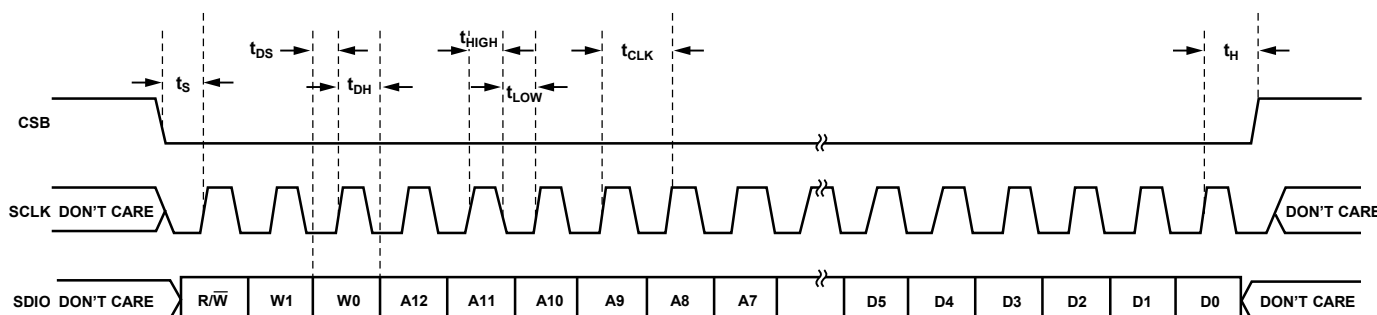 tDS tHIGH tCLK tH
tS tDH tLOW
CSB
SCLK DON'T CARE DON'T CARE
SDIO DON'T CARE R/W̅ W1 W0 A12 A11 A10 A9 A8 A7 D5 D4 D3 D2 D1 D0 DON'T CARE